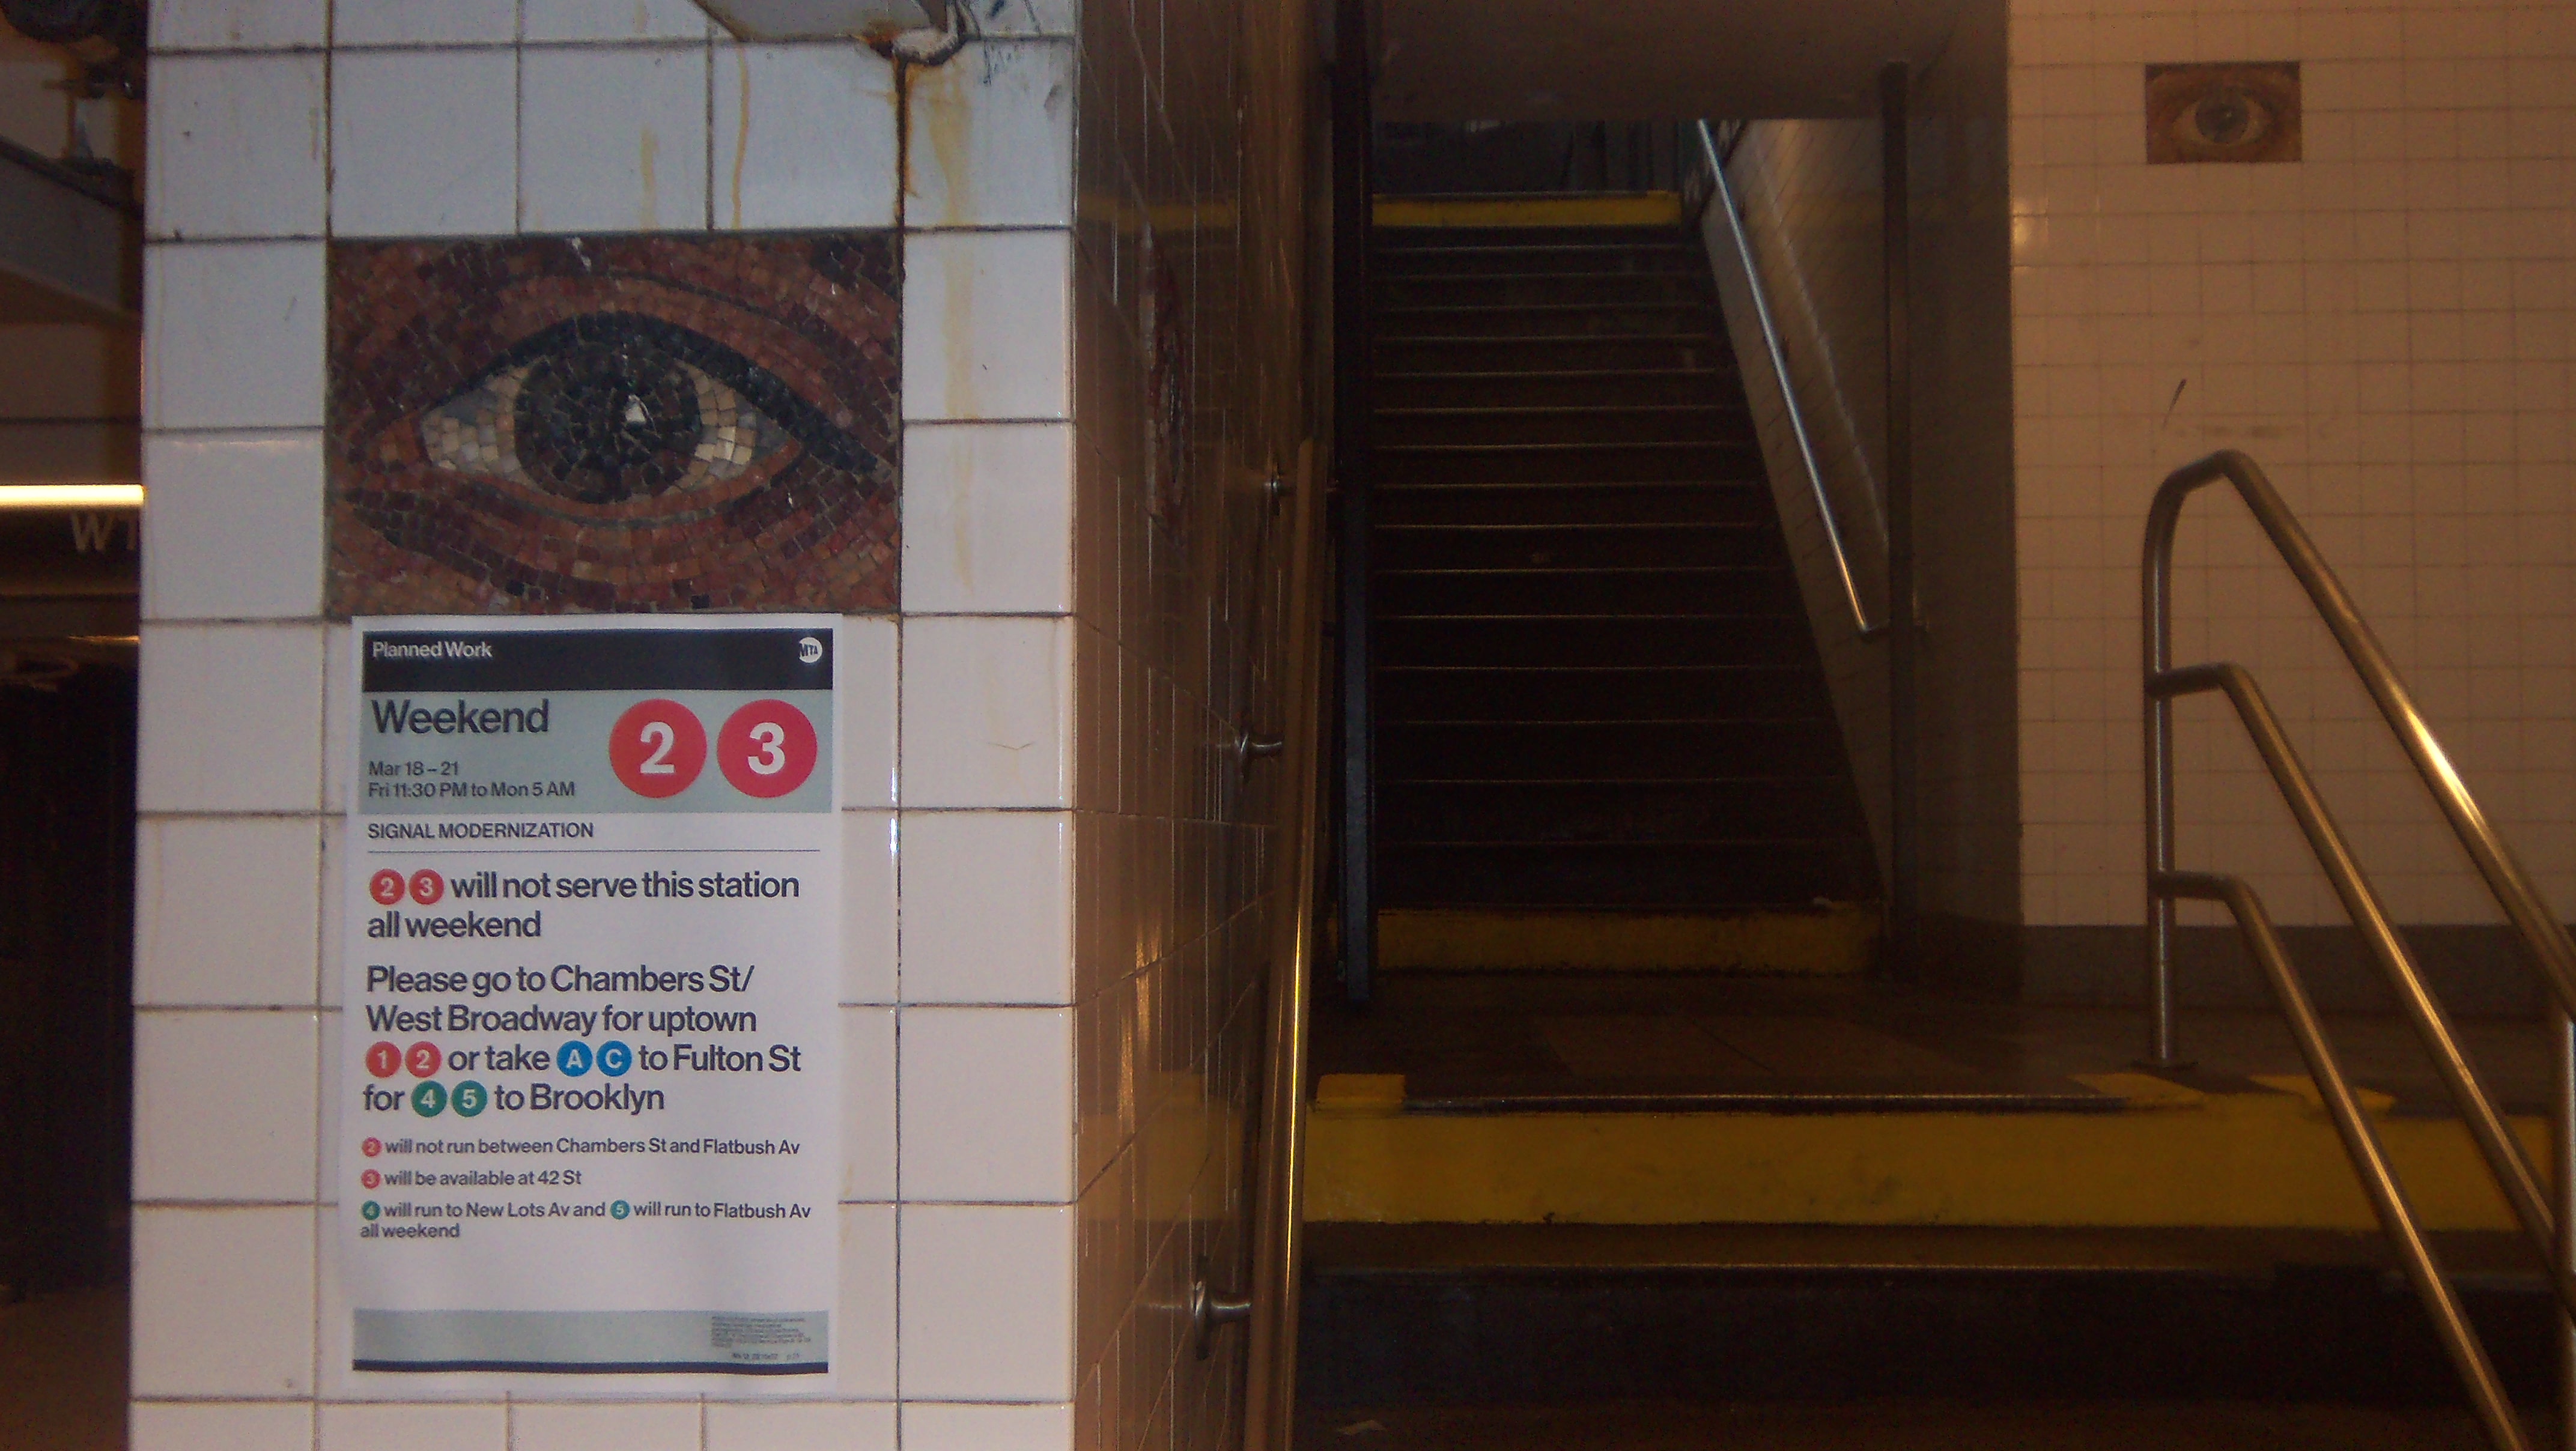 Planned Work
MTA
Weekend
2 3
Mar 18 – 21
Fri 11:30 PM to Mon 5 AM
SIGNAL MODERNIZATION
2 3 will not serve this station
all weekend
Please go to Chambers St/
West Broadway for uptown
1 2 or take A C to Fulton St
for 4 5 to Brooklyn
2 will not run between Chambers St and Flatbush Av
3 will be available at 42 St
4 will run to New Lots Av and 5 will run to Flatbush Av
all weekend